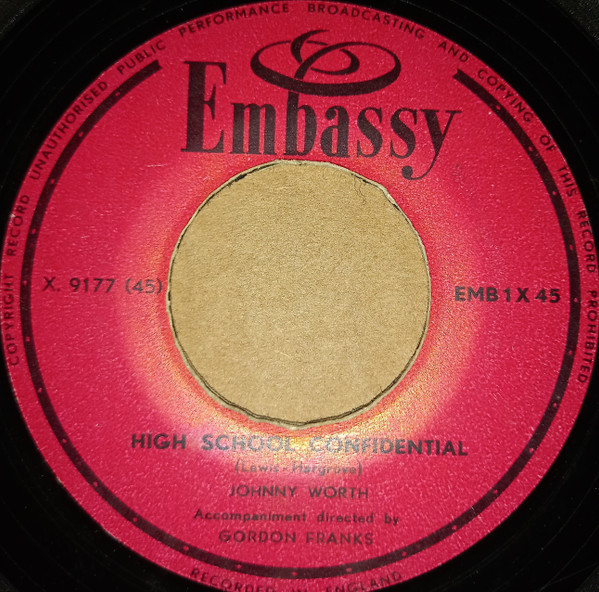 COPYRIGHT RECORD UNAUTHORISED PUBLIC PERFORMANCE BROADCASTING AND COPYING OF THIS RECORD PROHIBITED
Embassy
X. 9177 (45)
EMB 1 X 45
HIGH SCHOOL CONFIDENTIAL
(Lewis - Hargrove)
JOHNNY WORTH
Accompaniment directed by
GORDON FRANKS
RECORDED IN ENGLAND